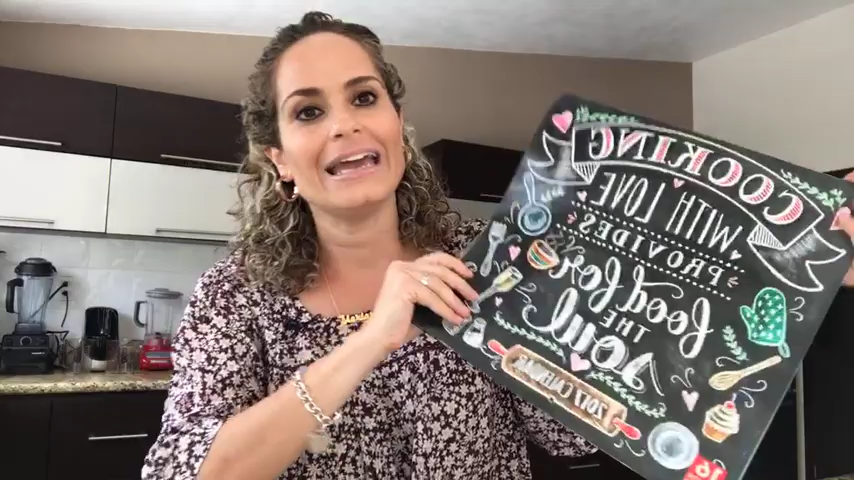 COOKING
WITH LOVE
PROVIDES
Food for
THE
Soul
2017 CALENDAR